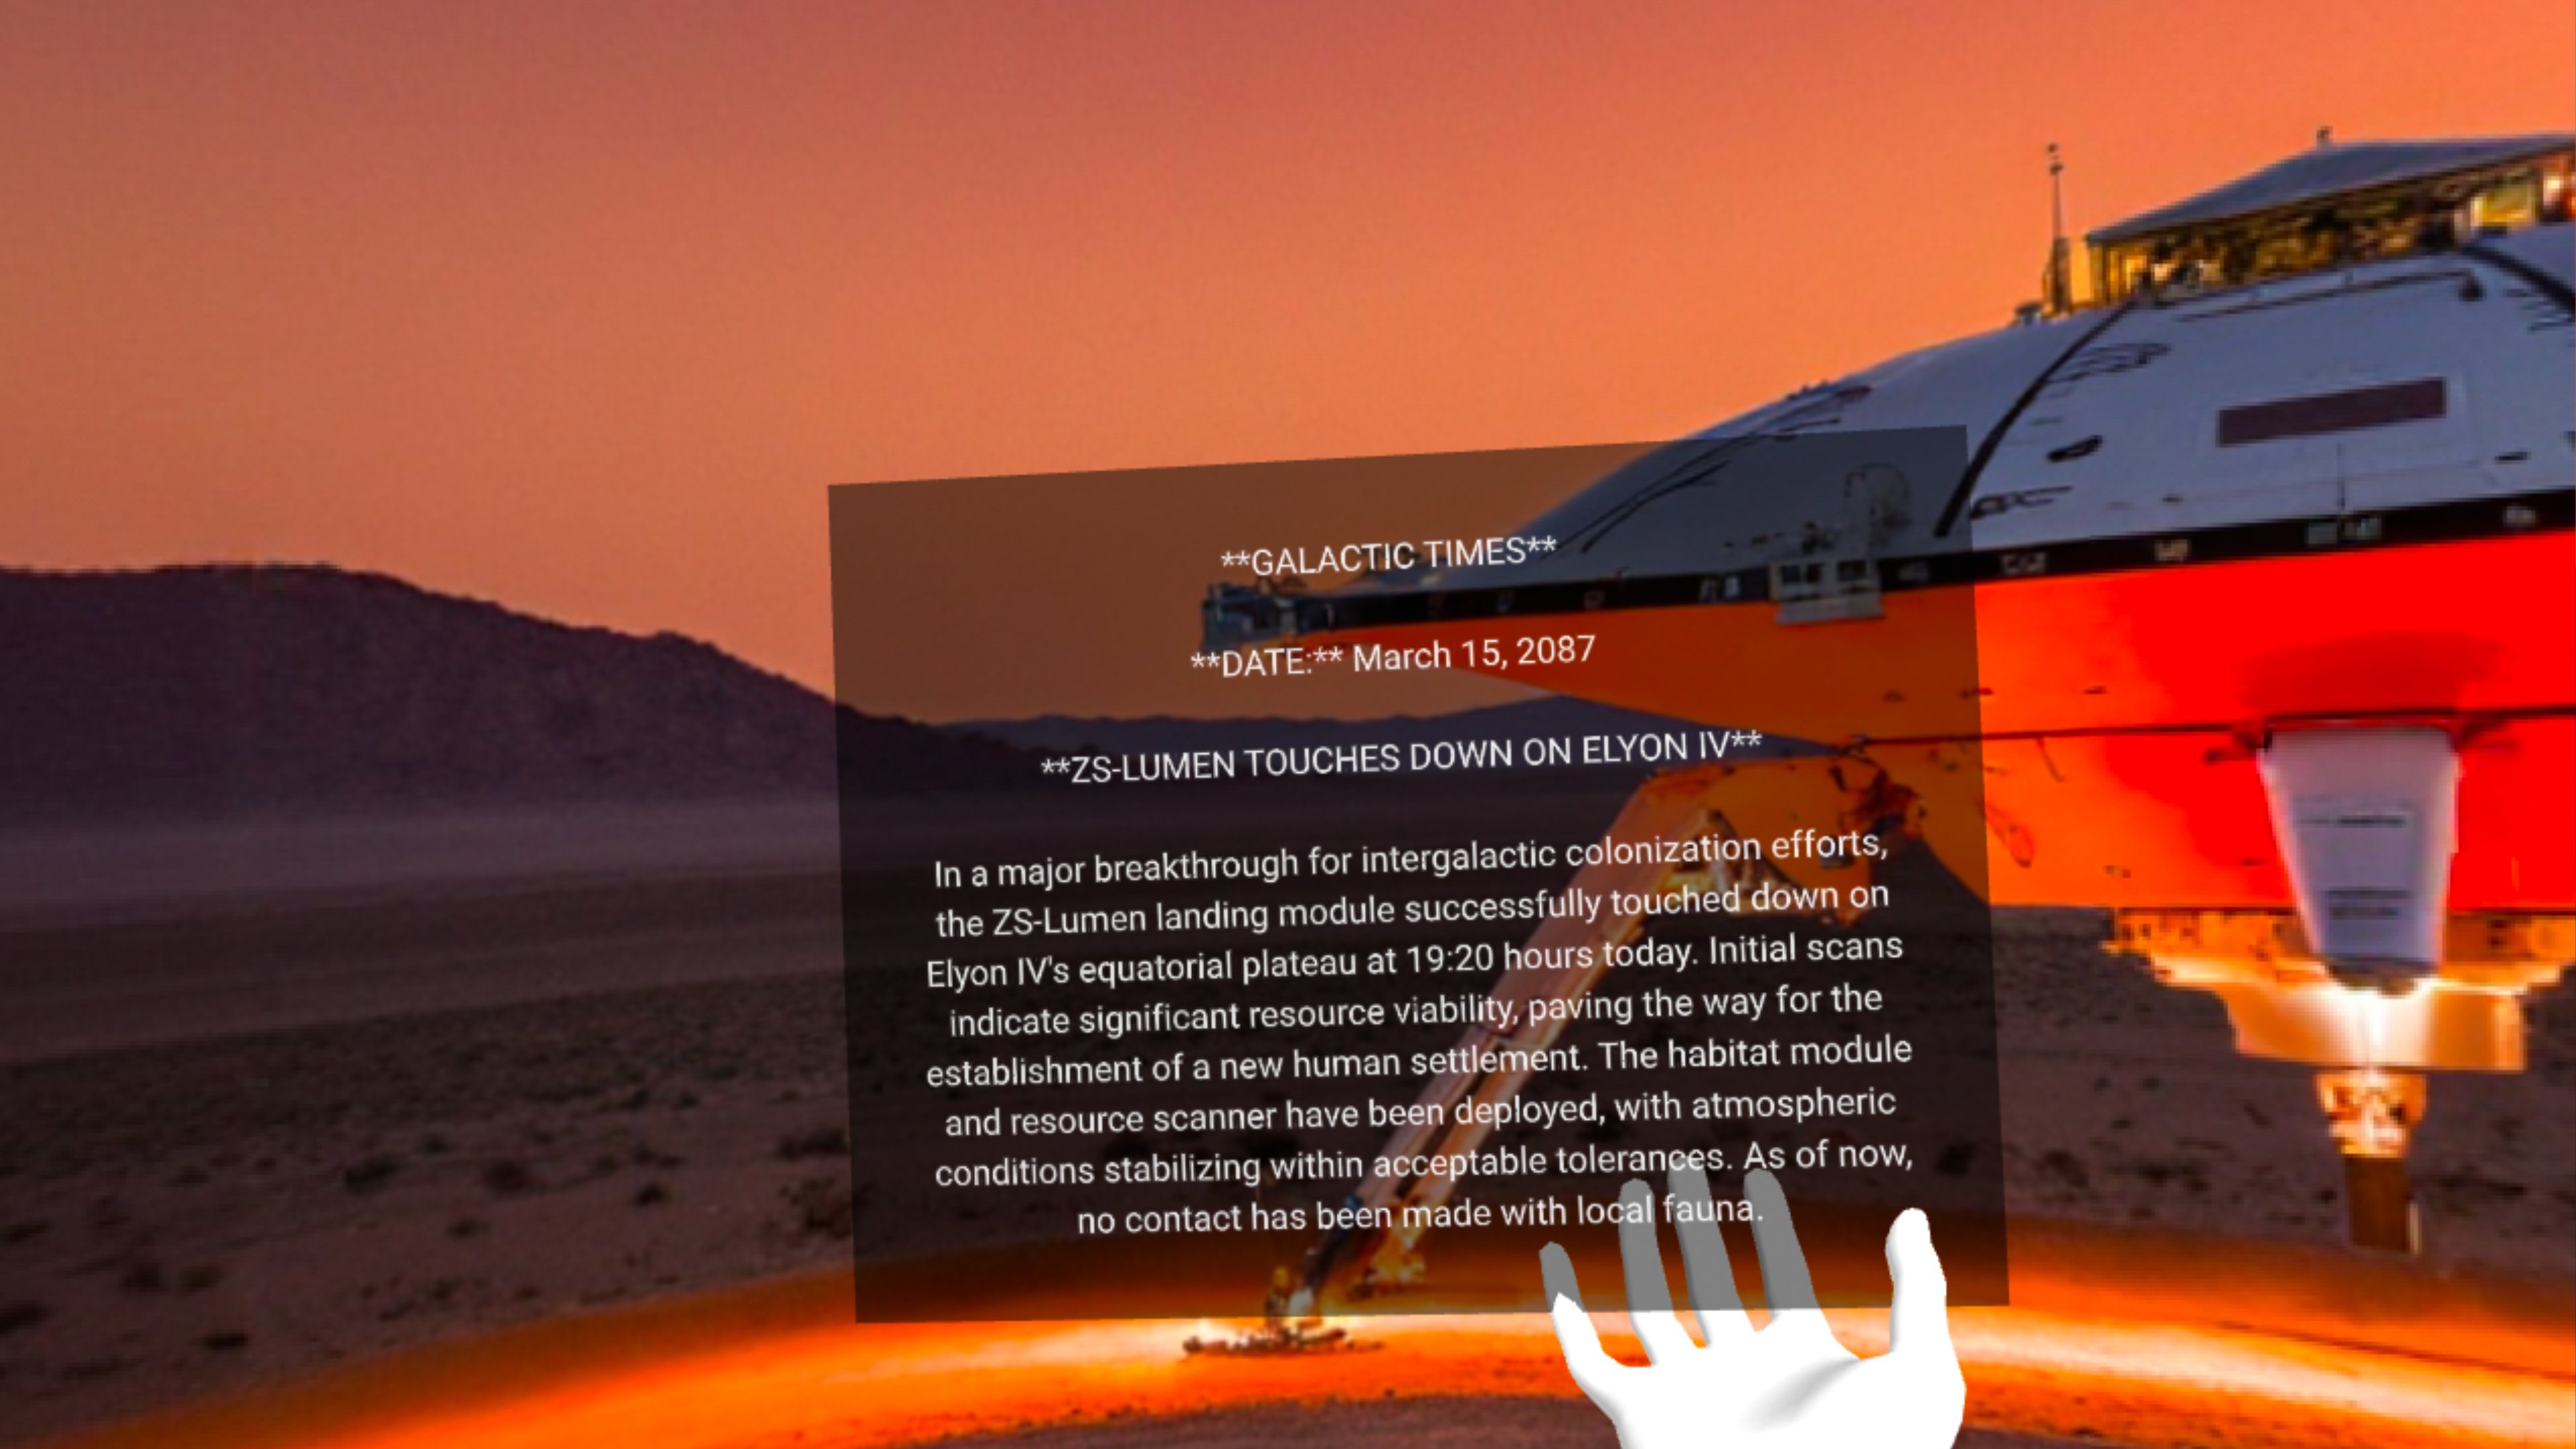 **GALACTIC TIMES**
**DATE:** March 15, 2087
**ZS-LUMEN TOUCHES DOWN ON ELYON IV**
In a major breakthrough for intergalactic colonization efforts,
the ZS-Lumen landing module successfully touched down on
Elyon IV's equatorial plateau at 19:20 hours today. Initial scans
indicate significant resource viability, paving the way for the
establishment of a new human settlement. The habitat module
and resource scanner have been deployed, with atmospheric
conditions stabilizing within acceptable tolerances. As of now,
no contact has been made with local fauna.